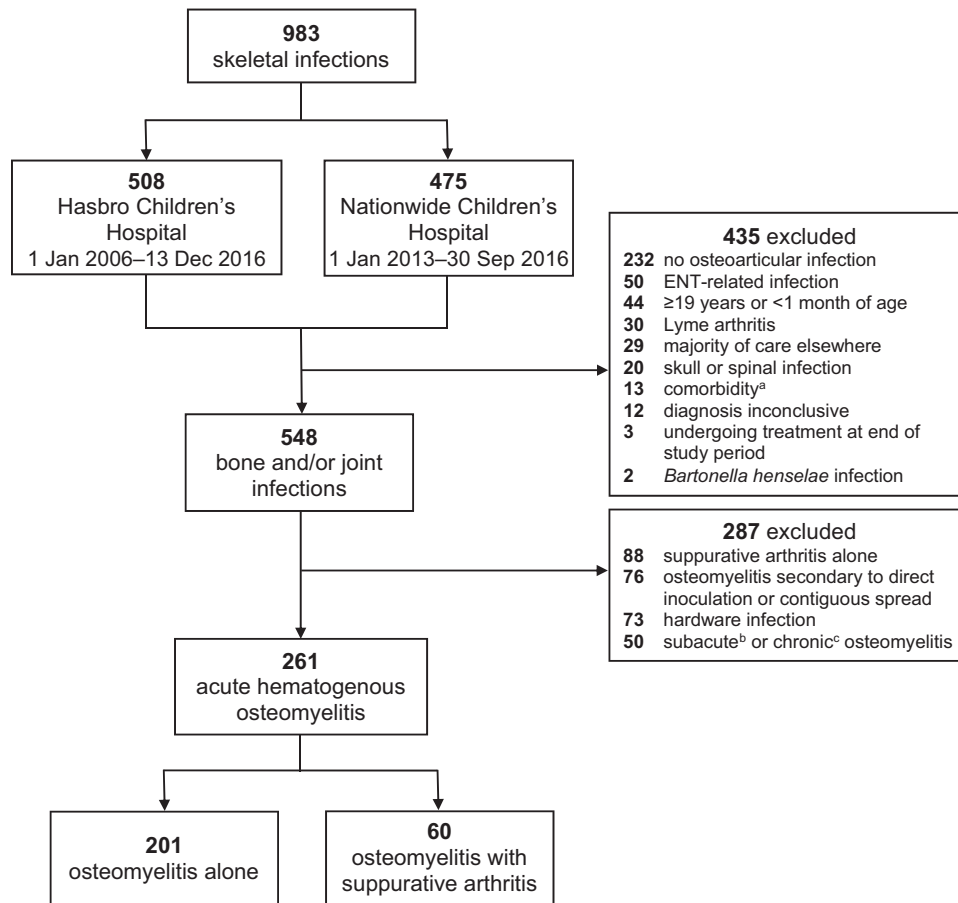 983
skeletal infections
508
Hasbro Children's
Hospital
1 Jan 2006–13 Dec 2016
475
Nationwide Children's
Hospital
1 Jan 2013–30 Sep 2016
435 excluded
232 no osteoarticular infection
50 ENT-related infection
44 ≥19 years or <1 month of age
30 Lyme arthritis
29 majority of care elsewhere
20 skull or spinal infection
13 comorbidityᵃ
12 diagnosis inconclusive
3 undergoing treatment at end of
study period
2 Bartonella henselae infection
548
bone and/or joint
infections
287 excluded
88 suppurative arthritis alone
76 osteomyelitis secondary to direct
inoculation or contiguous spread
73 hardware infection
50 subacuteᵇ or chronicᶜ osteomyelitis
261
acute hematogenous
osteomyelitis
201
osteomyelitis alone
60
osteomyelitis with
suppurative arthritis